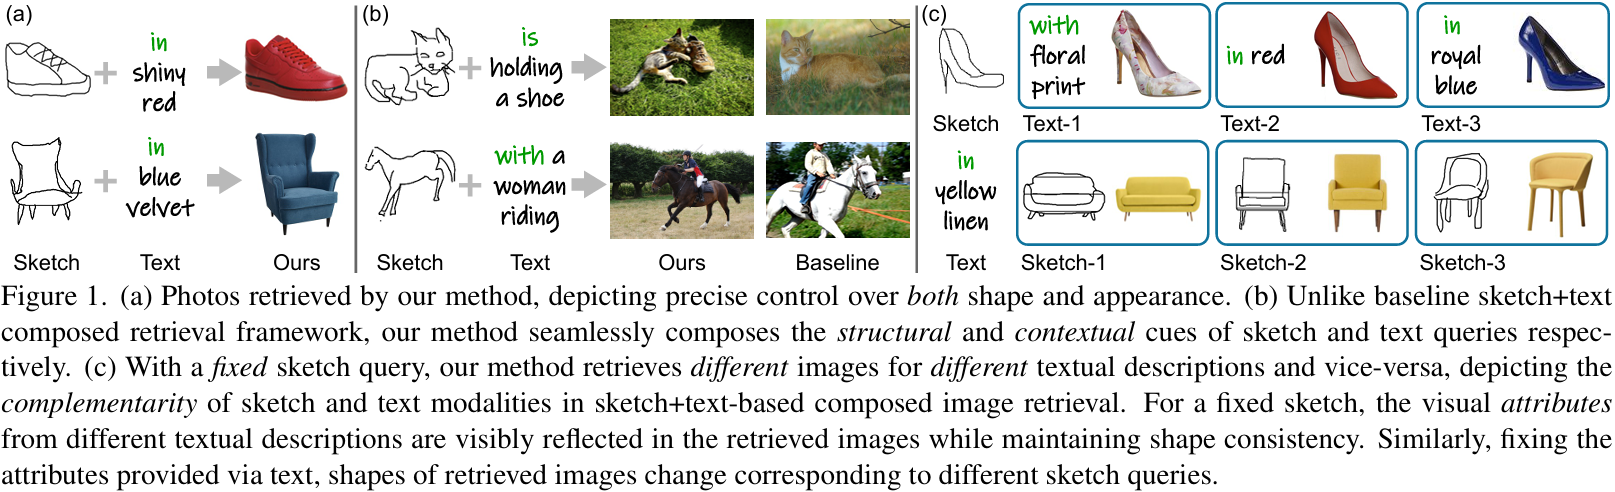 (a)
in
shiny
red
in
blue
velvet
Sketch
Text
Ours
(b)
is
holding
a shoe
with a
woman
riding
Sketch
Text
Ours
Baseline
(c)
Sketch
with
floral
print
Text-1
in red
Text-2
in
royal
blue
Text-3
in
yellow
linen
Text
Sketch-1
Sketch-2
Sketch-3
Figure 1. (a) Photos retrieved by our method, depicting precise control over both shape and appearance. (b) Unlike baseline sketch+text
composed retrieval framework, our method seamlessly composes the structural and contextual cues of sketch and text queries respec-
tively. (c) With a fixed sketch query, our method retrieves different images for different textual descriptions and vice-versa, depicting the
complementarity of sketch and text modalities in sketch+text-based composed image retrieval. For a fixed sketch, the visual attributes
from different textual descriptions are visibly reflected in the retrieved images while maintaining shape consistency. Similarly, fixing the
attributes provided via text, shapes of retrieved images change corresponding to different sketch queries.